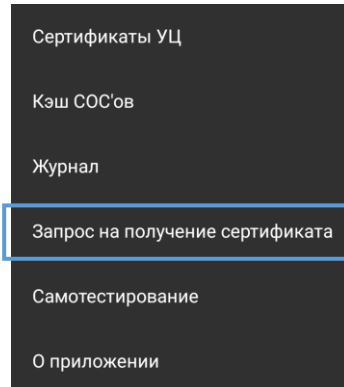 Сертификаты УЦ
Кэш СОС'ов
Журнал
Запрос на получение сертификата
Самотестирование
О приложении